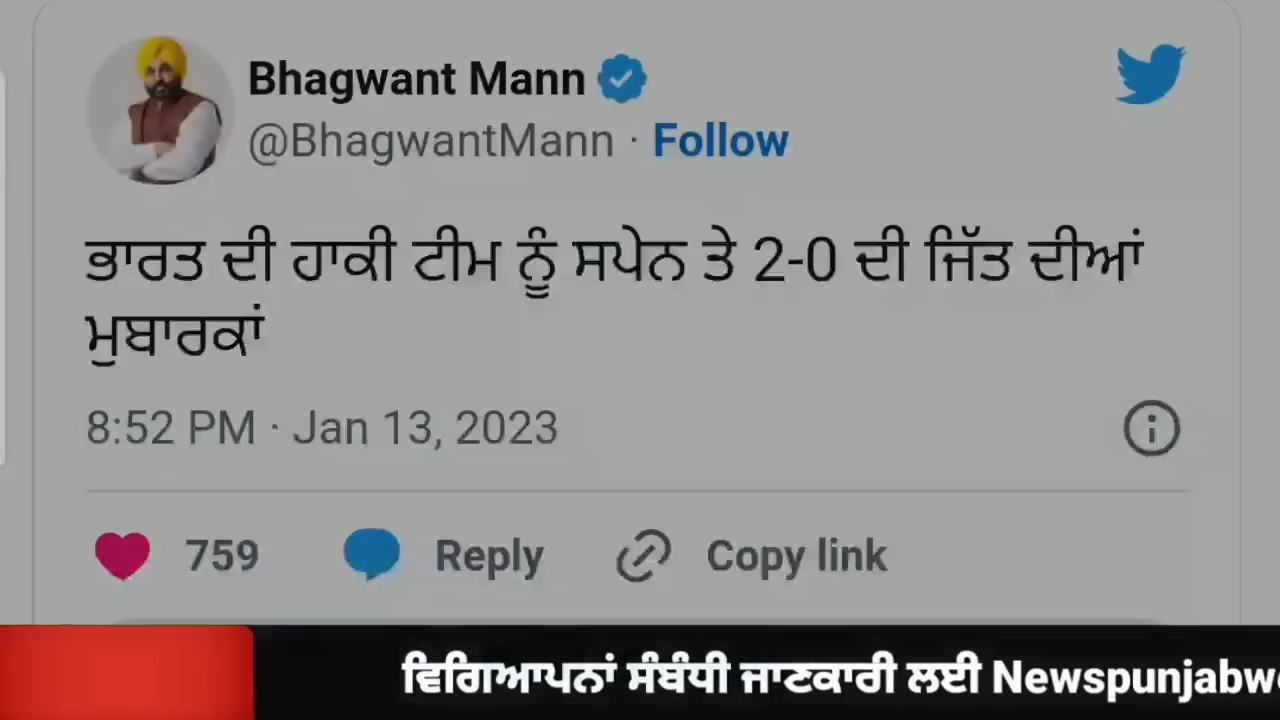 Bhagwant Mann
@BhagwantMann · Follow
ਭਾਰਤ ਦੀ ਹਾਕੀ ਟੀਮ ਨੂੰ ਸਪੇਨ ਤੇ 2-0 ਦੀ ਜਿੱਤ ਦੀਆਂ
ਮੁਬਾਰਕਾਂ
8:52 PM · Jan 13, 2023
759 Reply Copy link
ਵਿਗਿਆਪਨਾਂ ਸੰਬੰਧੀ ਜਾਣਕਾਰੀ ਲਈ Newspunjabw